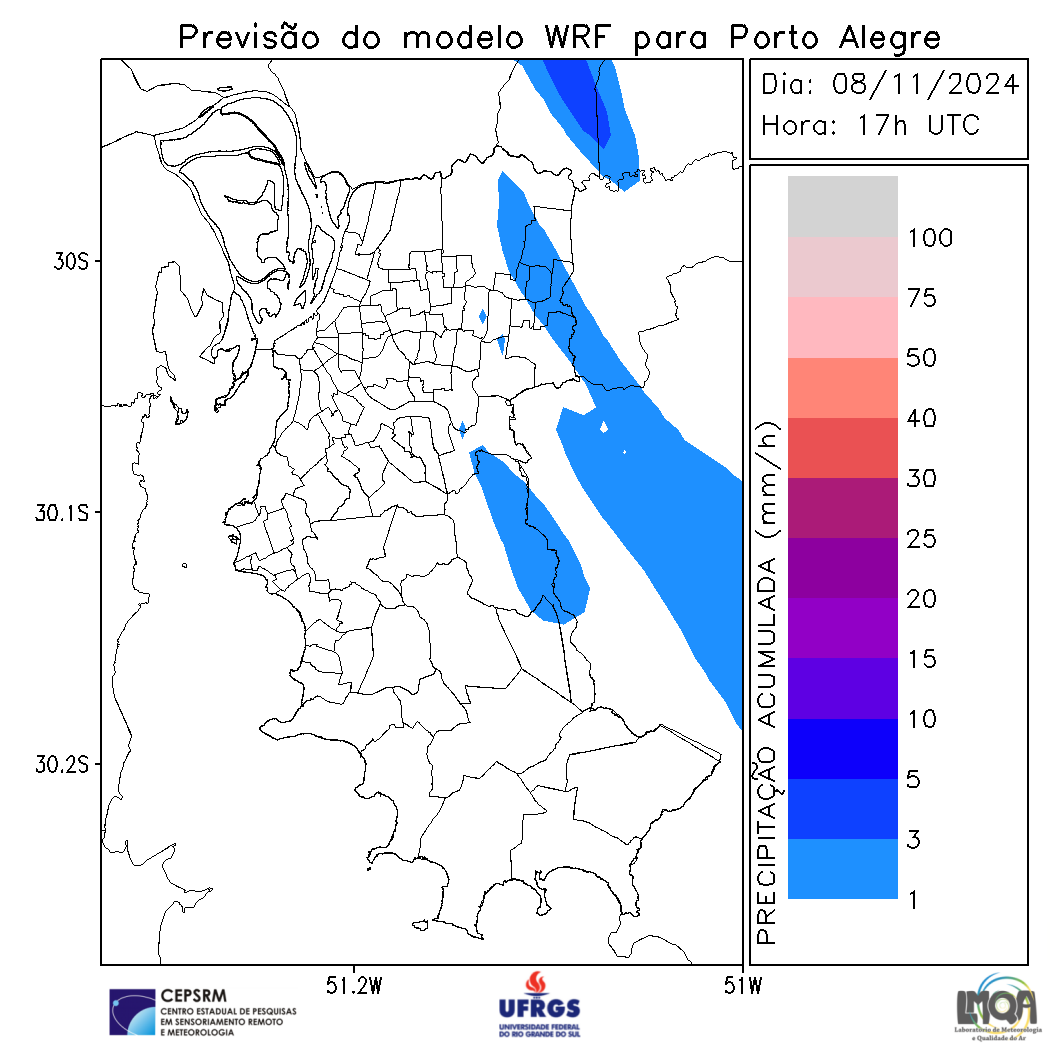 Previsão do modelo WRF para Porto Alegre
Dia: 08/11/2024
Hora: 17h UTC
30S
30.1S
30.2S
51.2W
51W
PRECIPITAÇÃO ACUMULADA (mm/h)
100
75
50
40
30
25
20
15
10
5
3
1
CEPSRM
CENTRO ESTADUAL DE PESQUISAS
EM SENSORIAMENTO REMOTO
E METEOROLOGIA
UFRGS
UNIVERSIDADE FEDERAL
DO RIO GRANDE DO SUL
LMQA
Laboratório de Meteorologia
e Qualidade do Ar